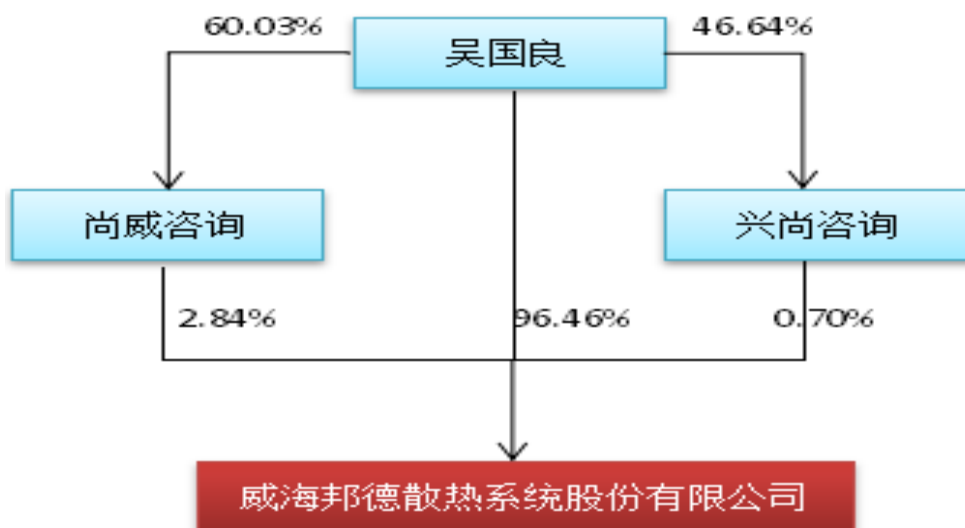 60.03%
吴国良
46.64%
尚威咨询
兴尚咨询
2.84%
96.46%
0.70%
威海邦德散热系统股份有限公司